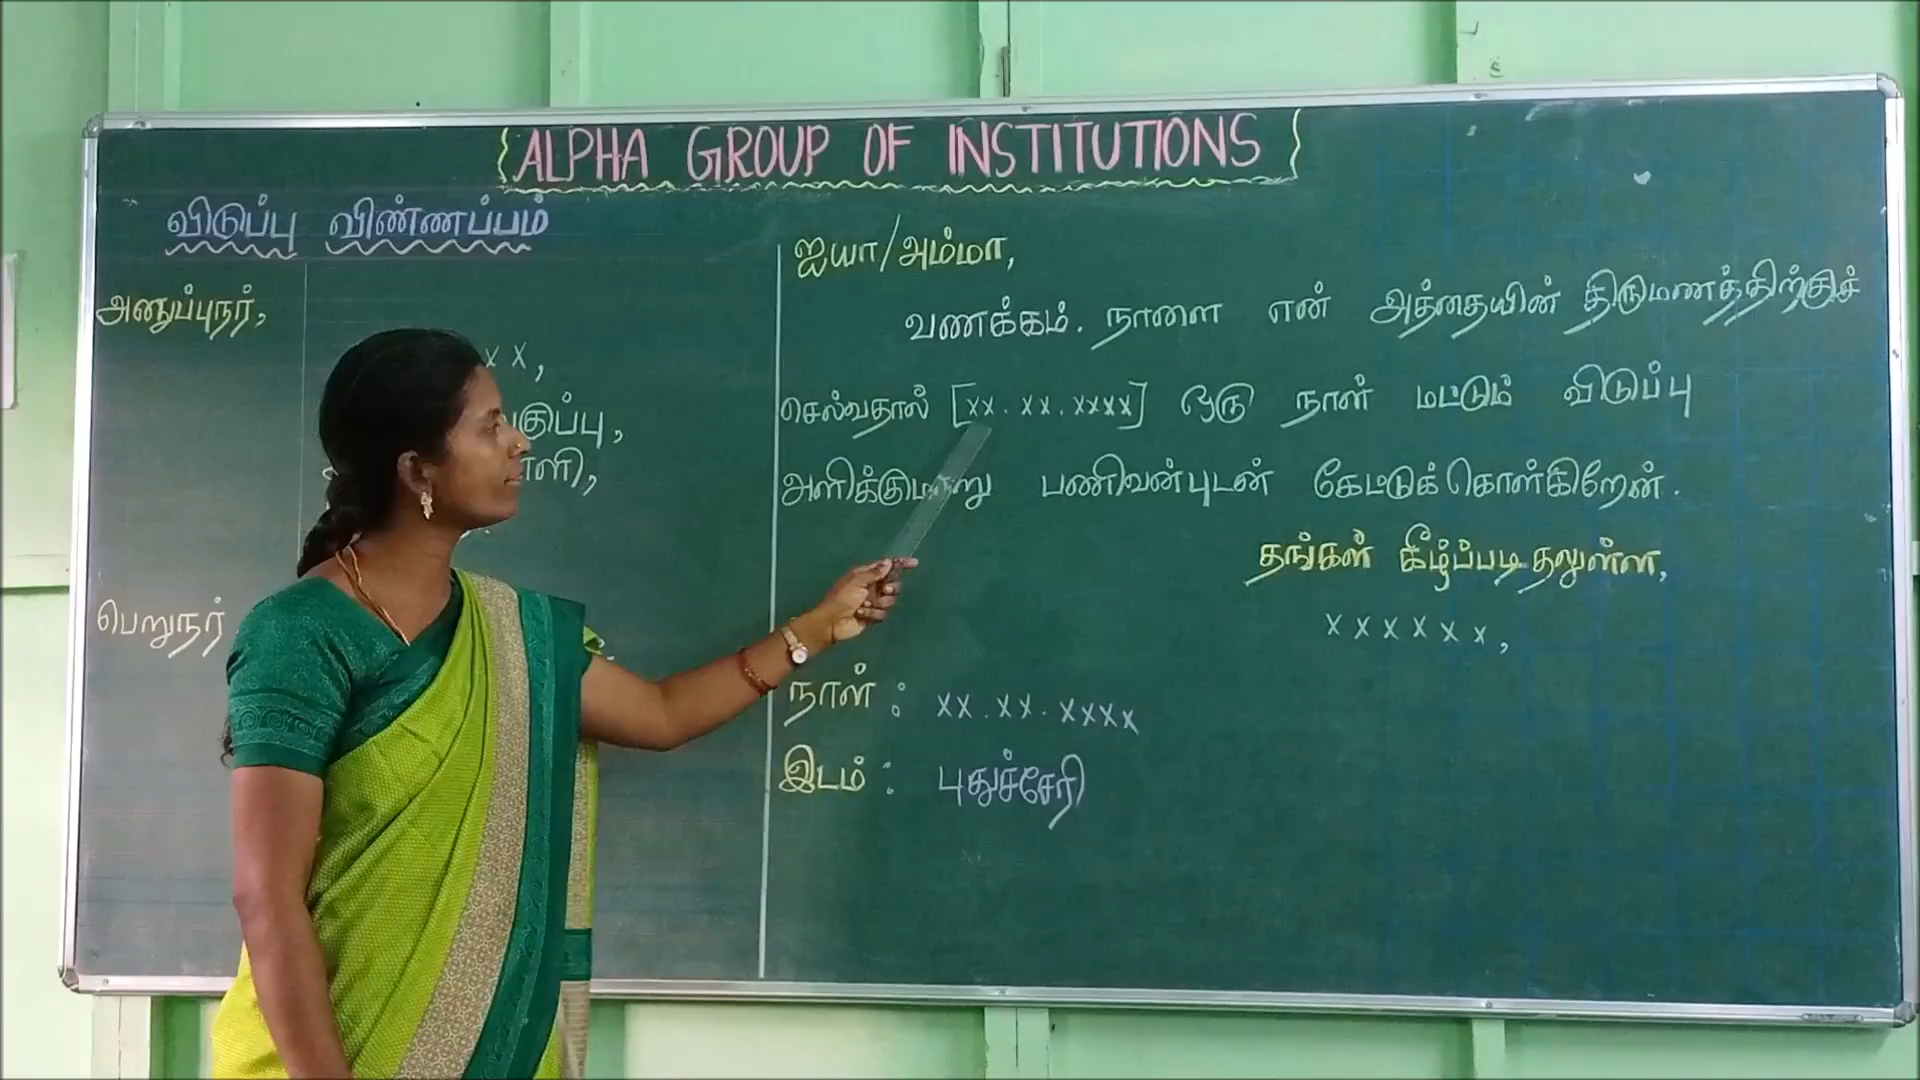 ALPHA GROUP OF INSTITUTIONS
விடுப்பு விண்ணப்பம்
அனுப்புநர்,
x x,
பெறுநர்
ஐயா/அம்மா,
வணக்கம். நாளை என் அத்தையின் திருமணத்திற்குச்
செல்வதால் [xx.xx.xxxx] ஒரு நாள் மட்டும் விடுப்பு
அளிக்குமாறு பணிவன்புடன் கேட்டுக்கொள்கிறேன்.
தங்கள் கீழ்ப்படிதலுள்ள,
x x x x x x,
நாள் : xx.xx.xxxx
இடம் : புதுச்சேரி